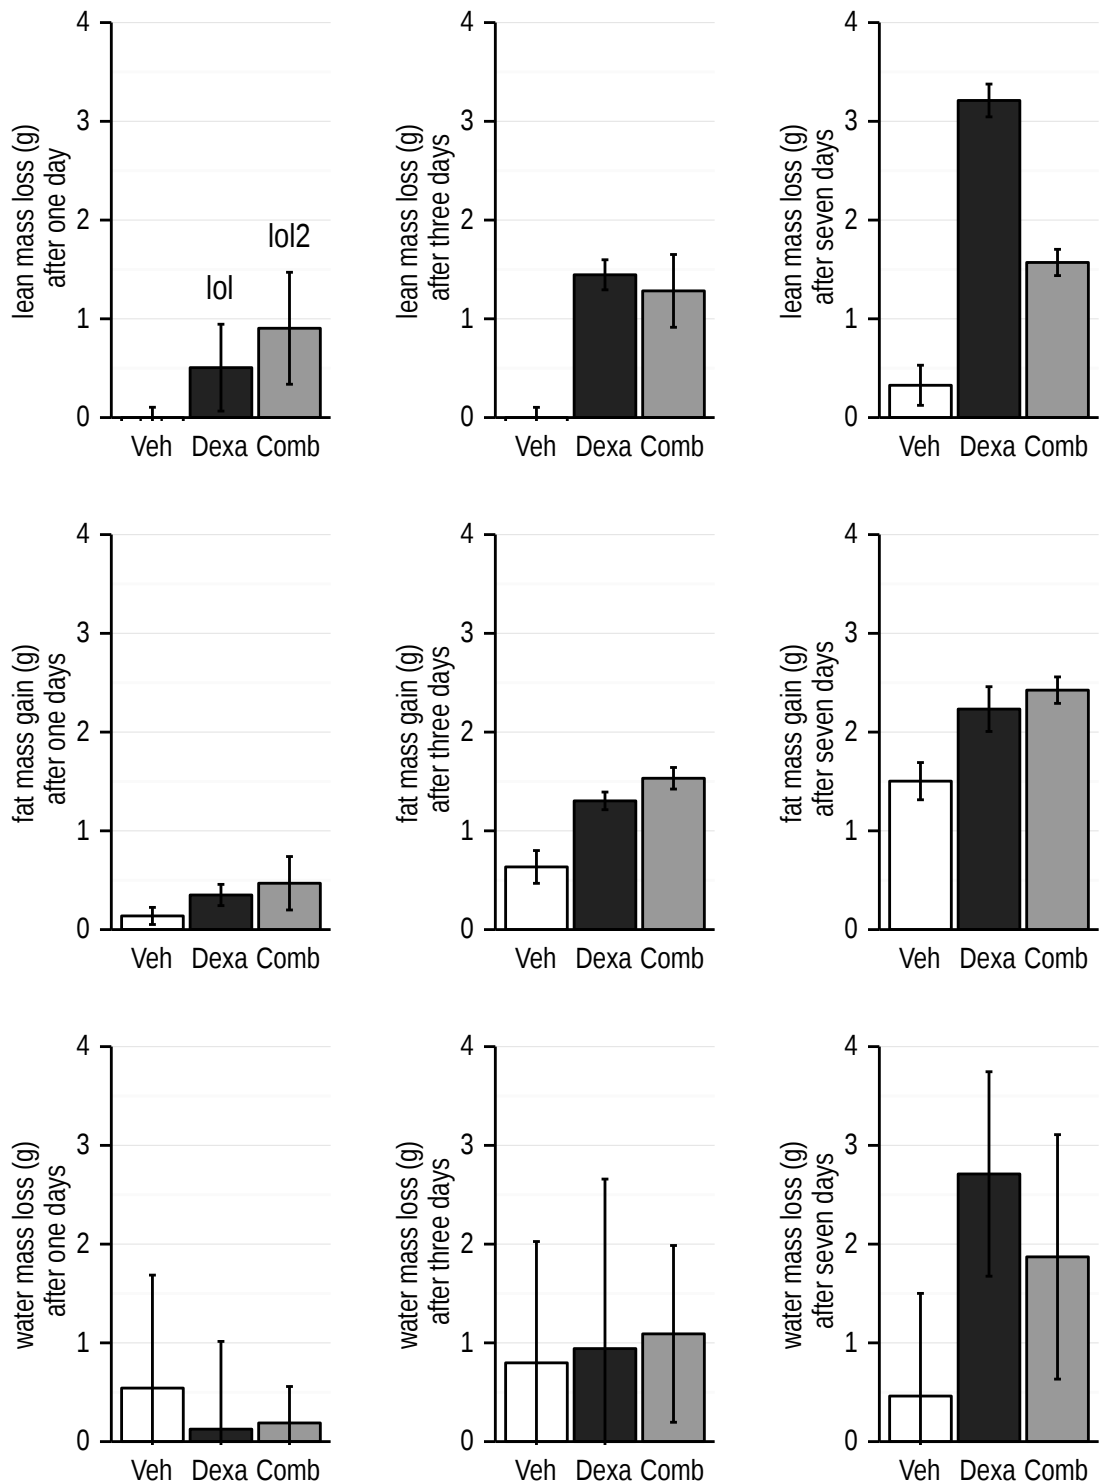 4
3
2
1
0
lean mass loss (g)
after one day
lol
lol2
Veh Dexa Comb
4
3
2
1
0
lean mass loss (g)
after three days
Veh Dexa Comb
4
3
2
1
0
lean mass loss (g)
after seven days
Veh Dexa Comb
4
3
2
1
0
fat mass gain (g)
after one days
Veh Dexa Comb
4
3
2
1
0
fat mass gain (g)
after three days
Veh Dexa Comb
4
3
2
1
0
fat mass gain (g)
after seven days
Veh Dexa Comb
4
3
2
1
0
water mass loss (g)
after one days
Veh Dexa Comb
4
3
2
1
0
water mass loss (g)
after three days
Veh Dexa Comb
4
3
2
1
0
water mass loss (g)
after seven days
Veh Dexa Comb